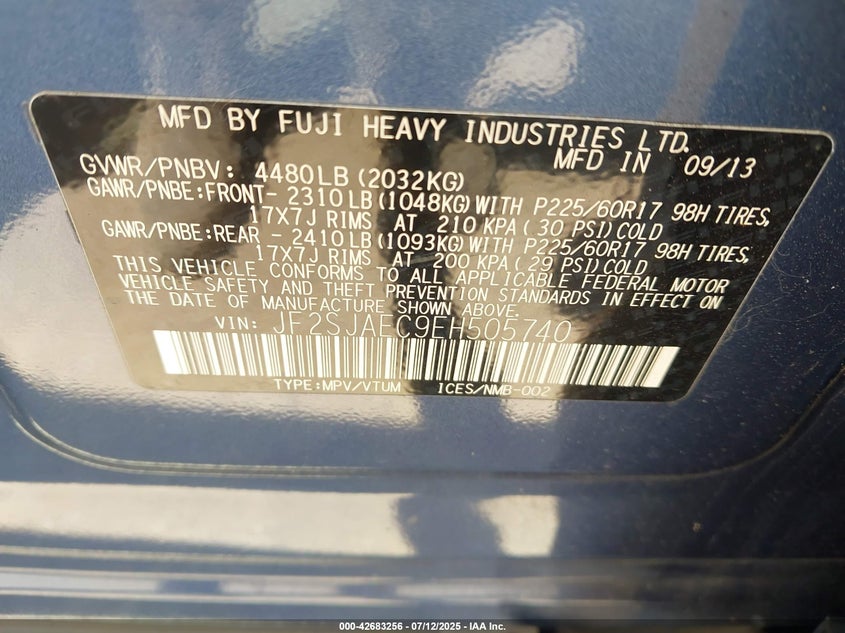 MFD BY FUJI HEAVY INDUSTRIES LTD.
MFD IN 09/13
GVWR/PNBV: 4480LB(2032KG)
GAWR/PNBE:FRONT- 2310LB(1048KG)WITH P225/60R17 98H TIRES,
17X7J RIMS AT 210 KPA(30 PSI)COLD
GAWR/PNBE:REAR - 2410LB(1093KG)WITH P225/60R17 98H TIRES,
17X7J RIMS AT 200 KPA(29 PSI)COLD
THIS VEHICLE CONFORMS TO ALL APPLICABLE FEDERAL MOTOR
VEHICLE SAFETY AND THEFT PREVENTION STANDARDS IN EFFECT ON
THE DATE OF MANUFACTURE SHOWN ABOVE.
VIN: JF2SJAEC9EH505740
TYPE:MPV/VTUM ICES/NMB-002
000-42683256 - 07/12/2025 - IAA Inc.